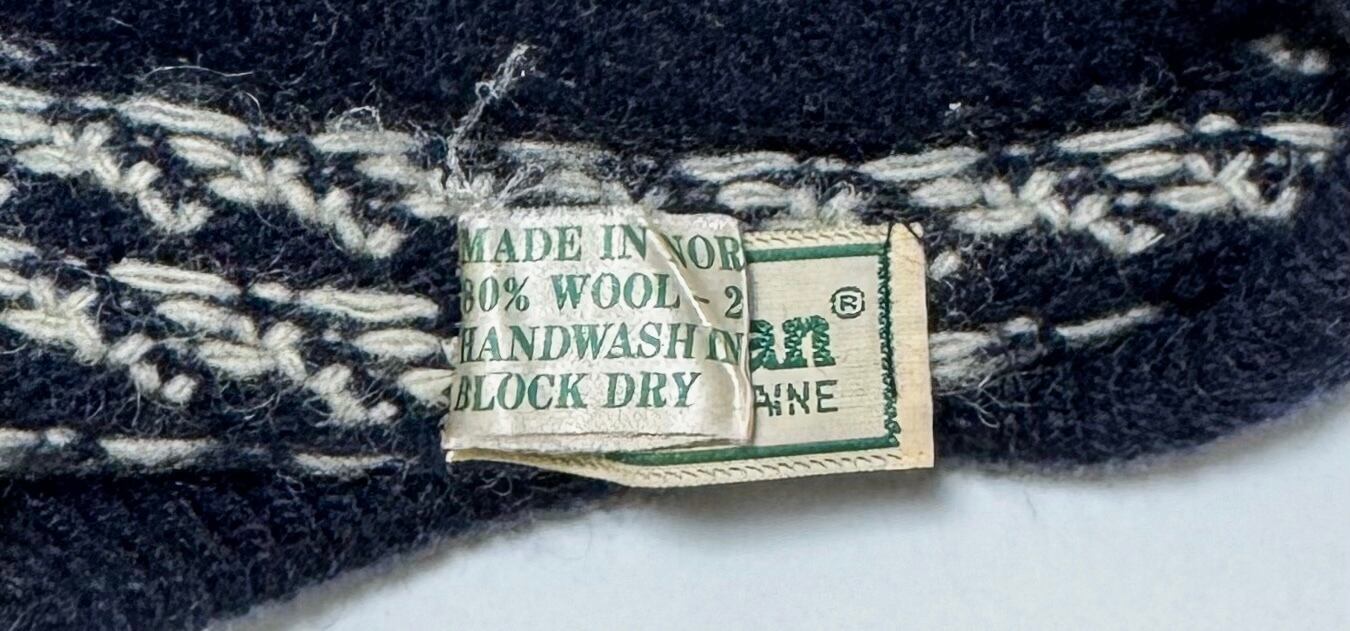 MADE IN NOR
80% WOOL - 2
HANDWASH IN
BLOCK DRY
an®
AINE